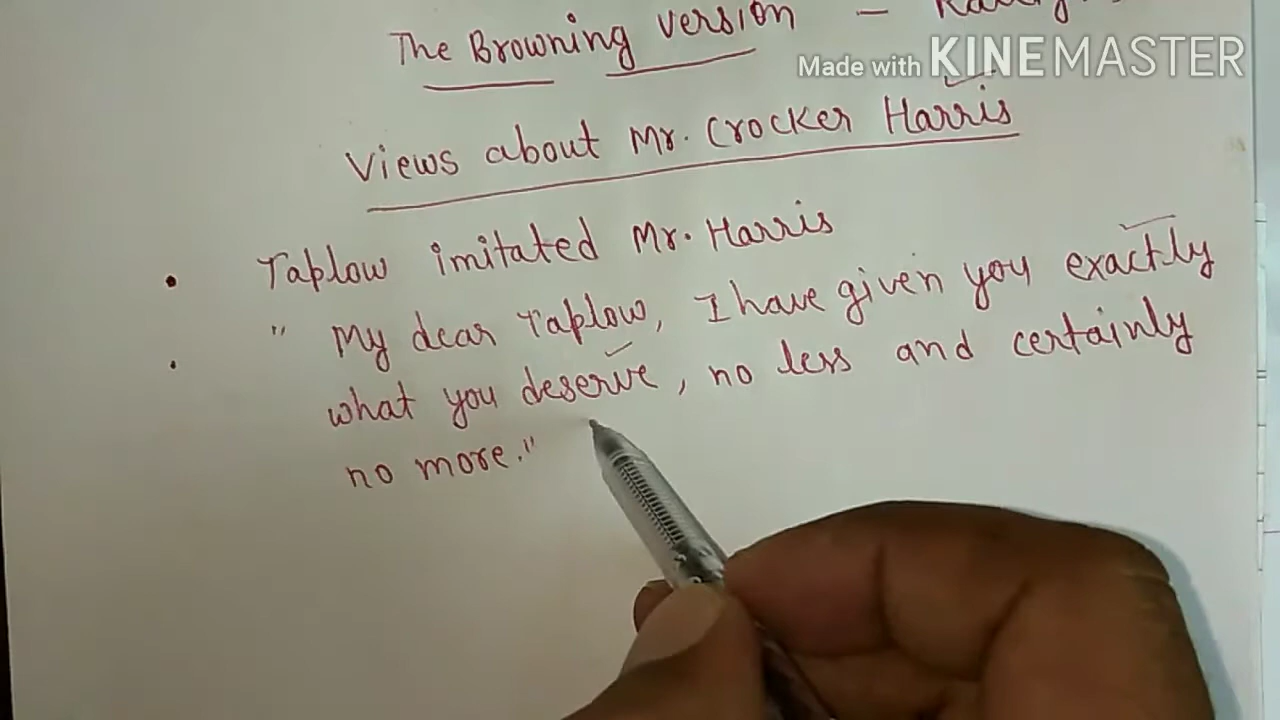 The Browning Version -
Made with KINEMASTER
Views about Mr. Crocker Harris
• Taplow imitated Mr. Harris
" My dear Taplow, I have given you exactly
. what you deserve, no less and certainly
no more."